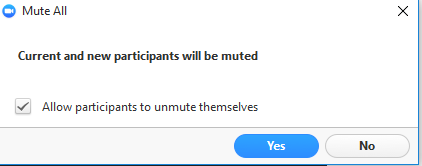 Mute All
Current and new participants will be muted
Allow participants to unmute themselves
Yes No